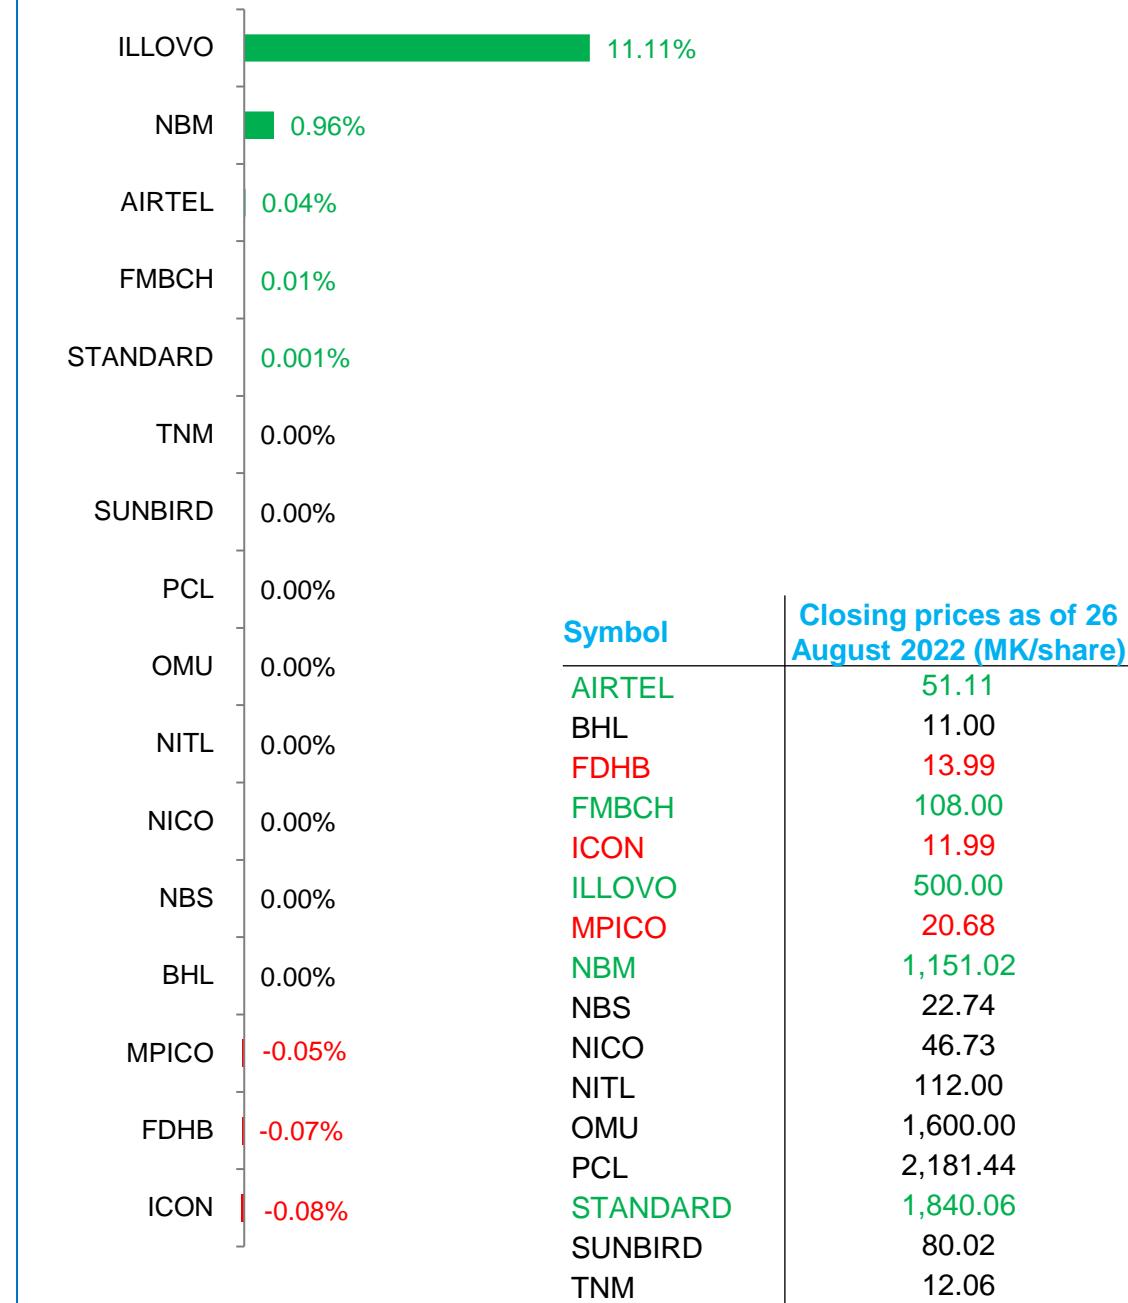 ILLOVO 11.11%
NBM 0.96%
AIRTEL 0.04%
FMBCH 0.01%
STANDARD 0.001%
TNM 0.00%
SUNBIRD 0.00%
PCL 0.00%
OMU 0.00%
NITL 0.00%
NICO 0.00%
NBS 0.00%
BHL 0.00%
MPICO -0.05%
FDHB -0.07%
ICON -0.08%
Symbol
Closing prices as of 26
August 2022 (MK/share)
AIRTEL 51.11
BHL 11.00
FDHB 13.99
FMBCH 108.00
ICON 11.99
ILLOVO 500.00
MPICO 20.68
NBM 1,151.02
NBS 22.74
NICO 46.73
NITL 112.00
OMU 1,600.00
PCL 2,181.44
STANDARD 1,840.06
SUNBIRD 80.02
TNM 12.06